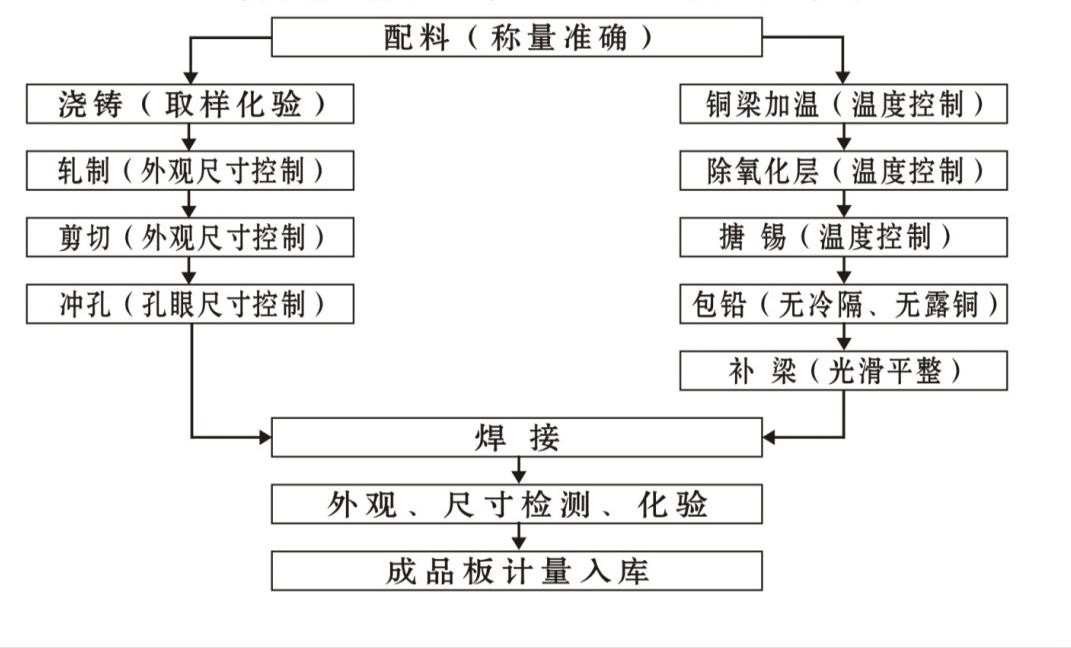 配料（称量准确）
浇铸（取样化验）
轧制（外观尺寸控制）
剪切（外观尺寸控制）
冲孔（孔眼尺寸控制）
铜梁加温（温度控制）
除氧化层（温度控制）
搪 锡（温度控制）
包铅（无冷隔、无露铜）
补 梁（光滑平整）
焊 接
外观、尺寸检测、化验
成品板计量入库